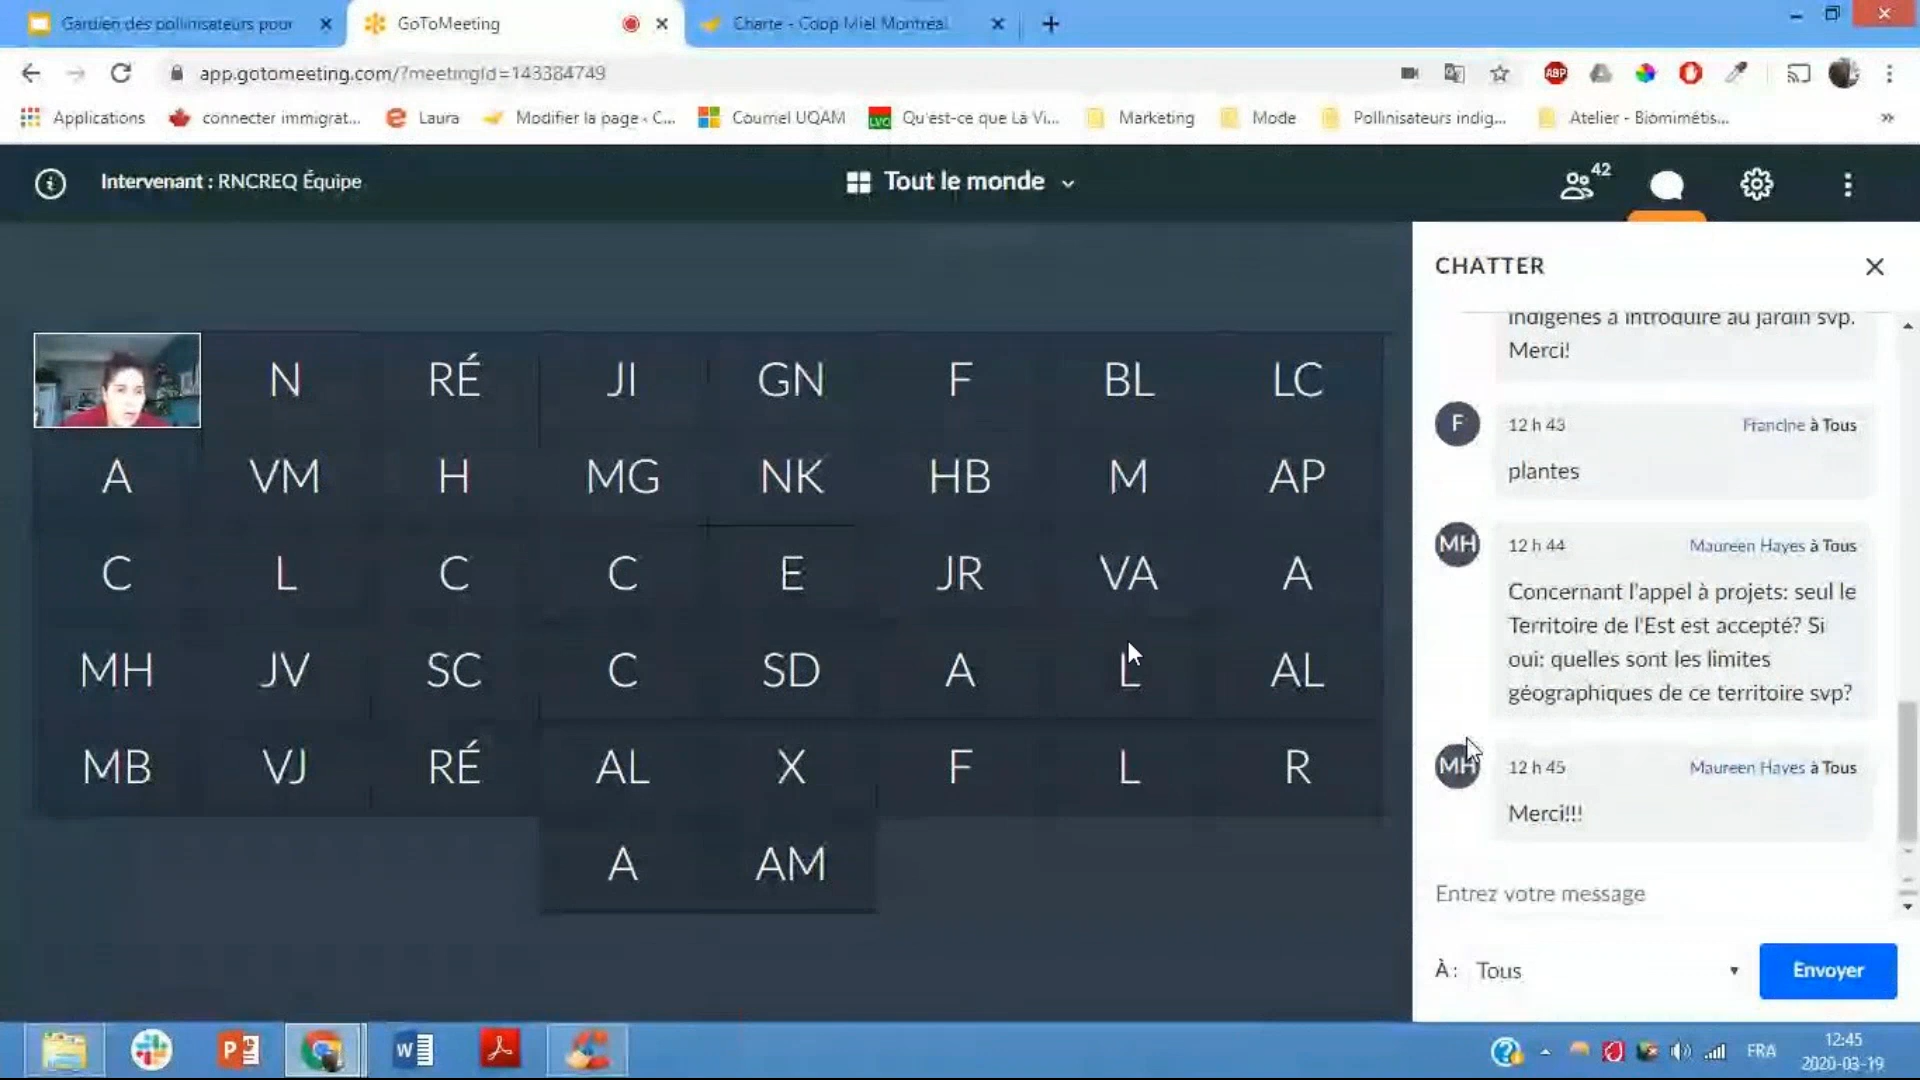 Gardien des pollinisateurs pour
GoToMeeting
Charte - Coop Miel Montréal
app.gotomeeting.com/?meetingId=143384749
ABP
Applications
connecter immigrat...
Laura
Modifier la page ‹ C...
Courriel UQAM
LVC
Qu'est-ce que La Vi...
Marketing
Mode
Pollinisateurs indig...
Atelier - Biomimétis...
»
Intervenant : RNCREQ Équipe
Tout le monde
42
CHATTER
indigènes à introduire au jardin svp.
Merci!
F
12 h 43
Francine à Tous
plantes
MH
12 h 44
Maureen Hayes à Tous
Concernant l'appel à projets: seul le
Territoire de l'Est est accepté? Si
oui: quelles sont les limites
géographiques de ce territoire svp?
MH
12 h 45
Maureen Hayes à Tous
Merci!!!
Entrez votre message
À : Tous
Envoyer
N RÉ JI GN F BL LC
A VM H MG NK HB M AP
C L C C E JR VA A
MH JV SC C SD A L AL
MB VJ RÉ AL X F L R
A AM
FRA
12:45
2020-03-19